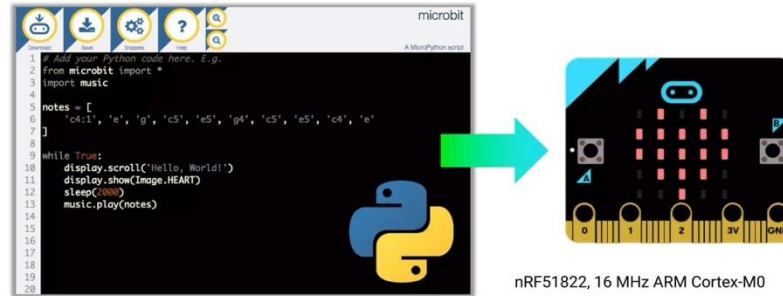 microbit
Download Save Snippets Help
A MicroPython script
1 # Add your Python code here. E.g.
2 from microbit import *
3 import music
4
5 notes = [
6 'c4:1', 'e', 'g', 'c5', 'e5', 'g4', 'c5', 'e5', 'c4', 'e'
7 ]
8
9 while True:
10 display.scroll('Hello, World!')
11 display.show(Image.HEART)
12 sleep(2000)
13 music.play(notes)
14
15
16
17
18
19
20
A
B
0 1 2 3V GND
nRF51822, 16 MHz ARM Cortex-M0